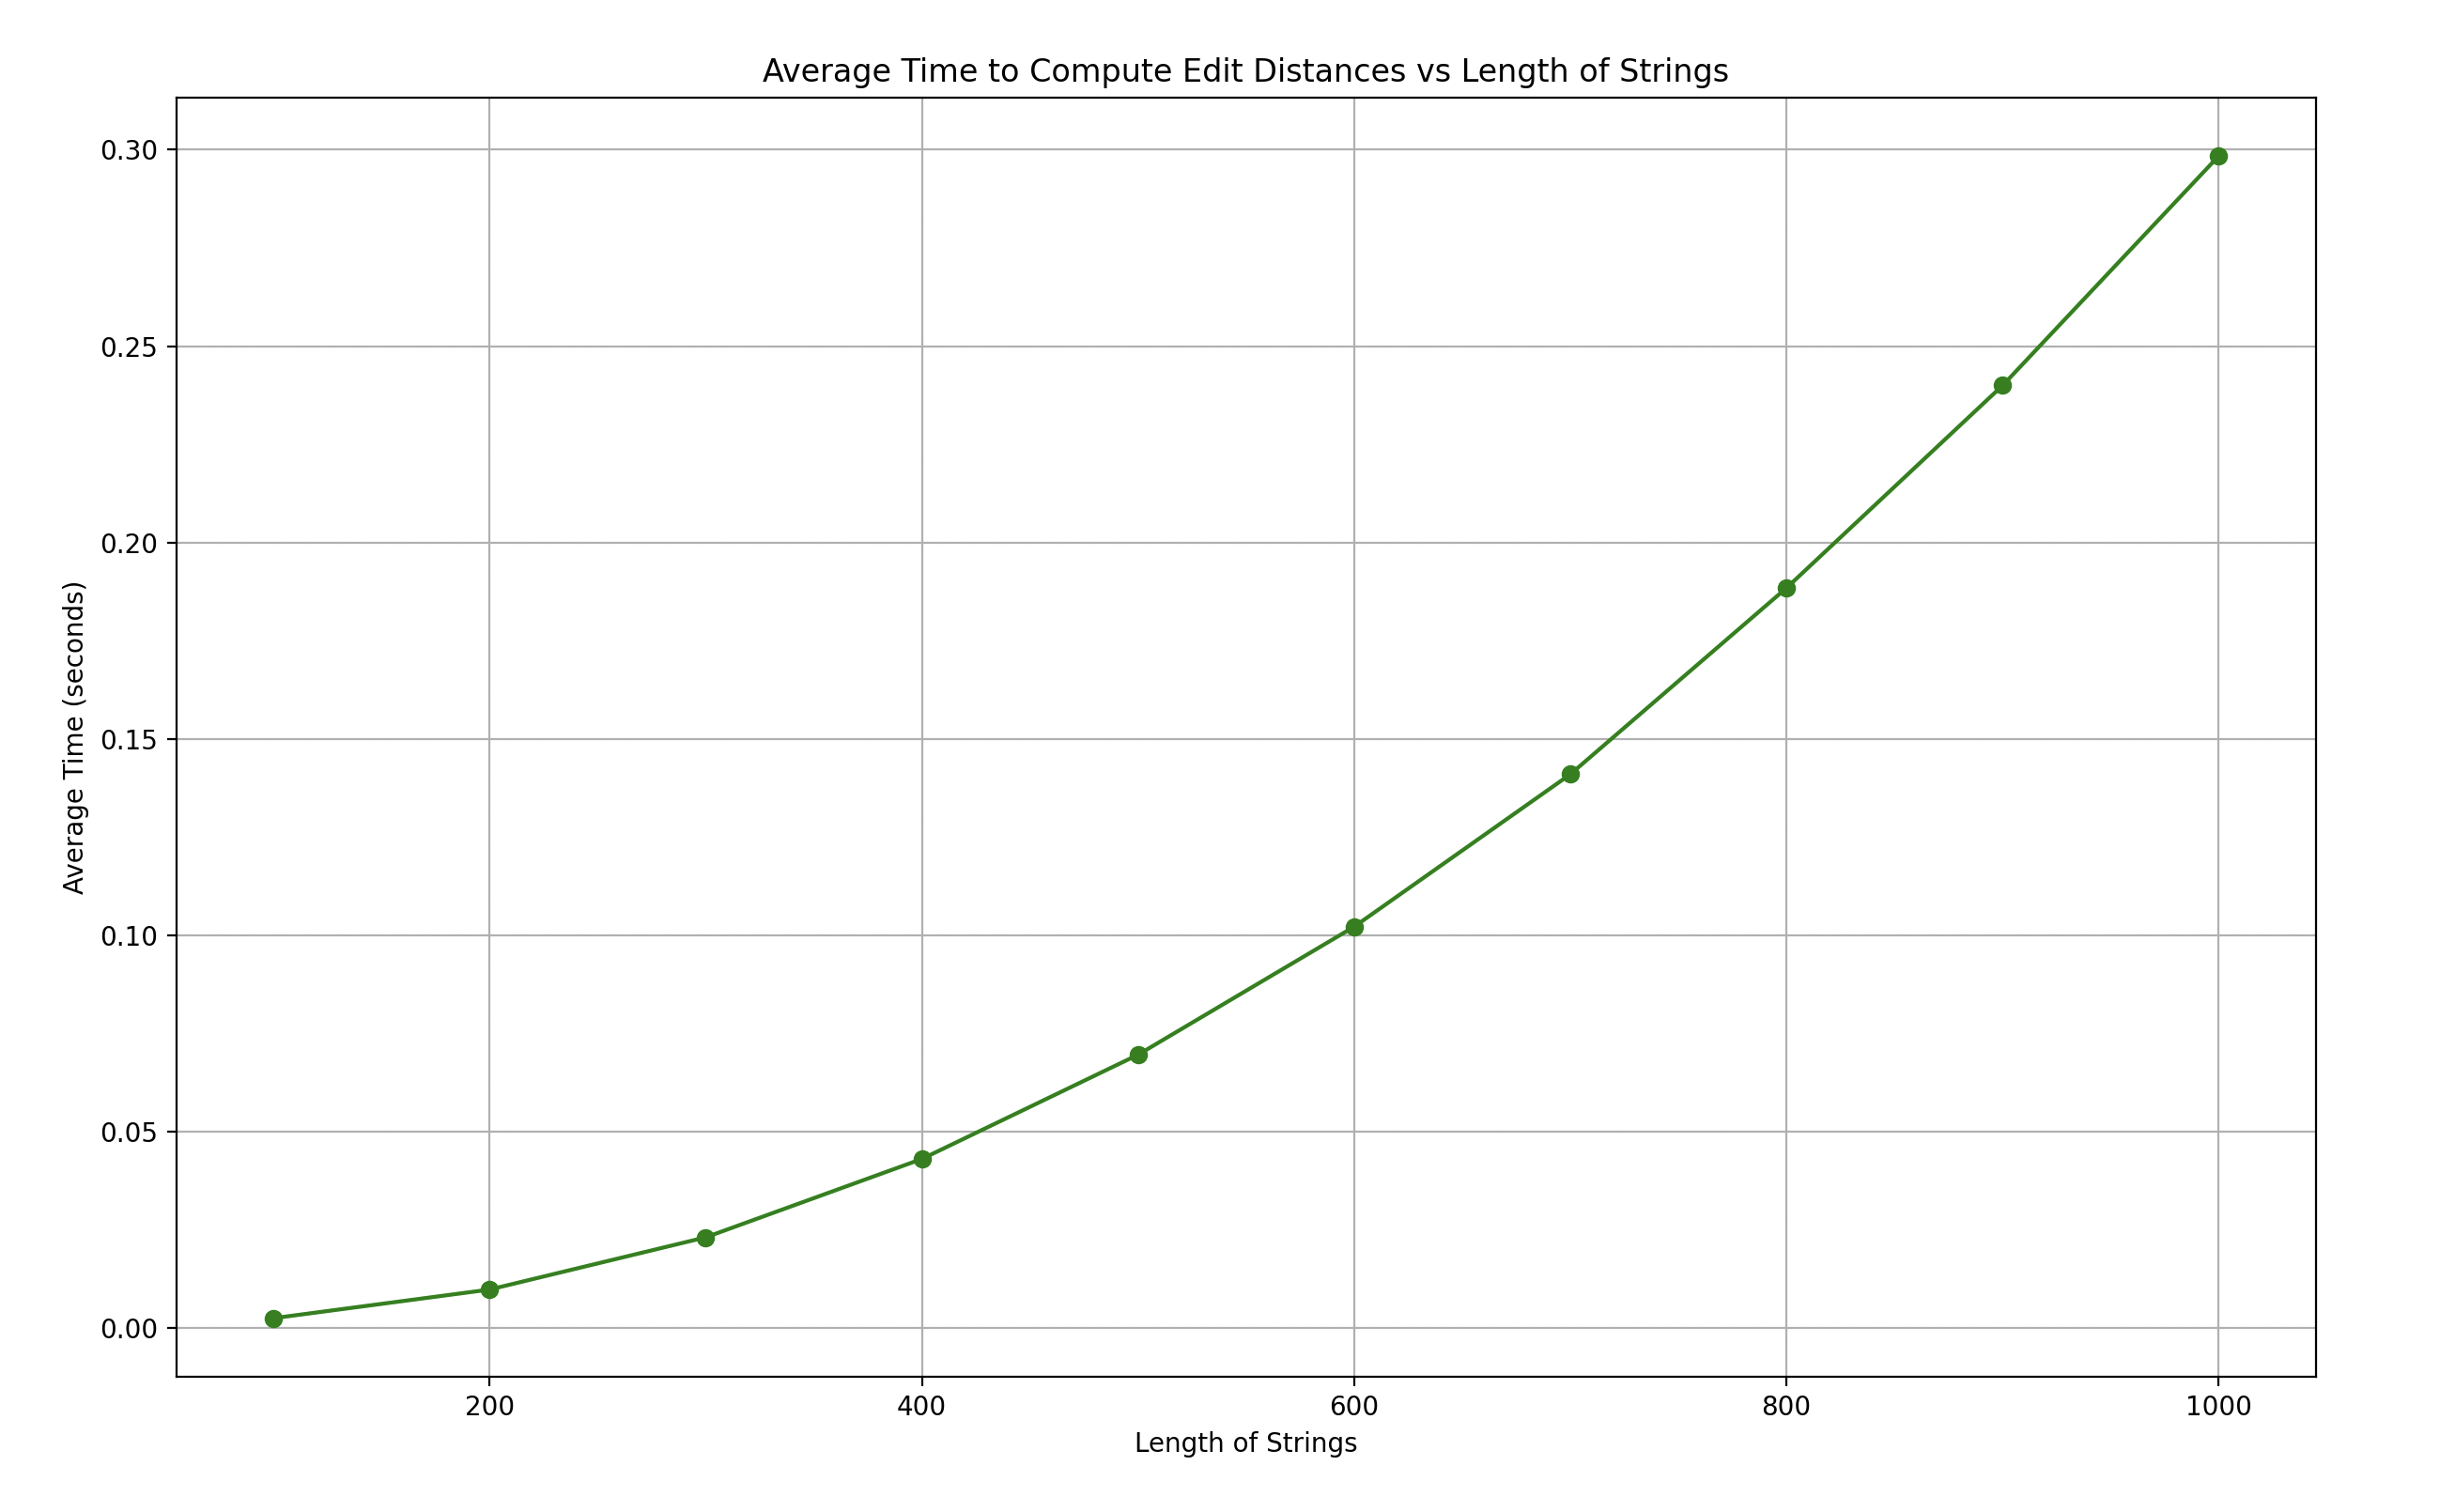 Average Time to Compute Edit Distances vs Length of Strings
0.30
0.25
0.20
0.15
0.10
0.05
0.00
Average Time (seconds)
200 400 600 800 1000
Length of Strings